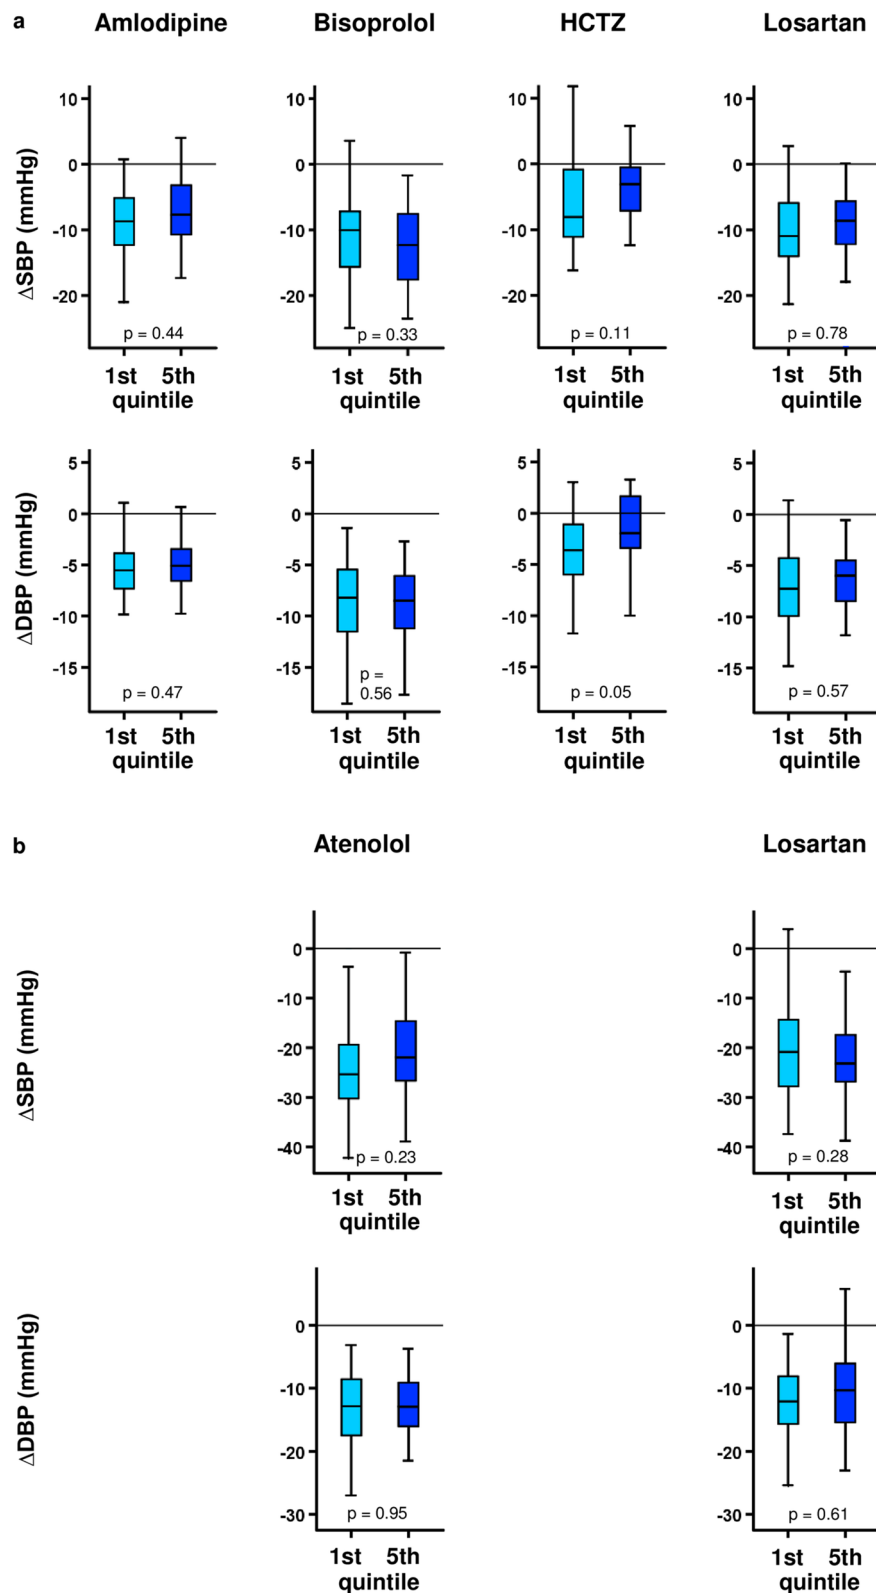 a
Amlodipine Bisoprolol HCTZ Losartan
ΔSBP (mmHg)
10 10 10 10
0 0 0 0
-10 -10 -10 -10
-20 -20 -20 -20
p = 0.44 p = 0.33 p = 0.11 p = 0.78
1st 5th 1st 5th 1st 5th 1st 5th
quintile quintile quintile quintile
ΔDBP (mmHg)
5 5 5 5
0 0 0 0
-5 -5 -5 -5
-10 -10 -10 -10
-15 -15 -15 -15
p = 0.47 p = 0.56 p = 0.05 p = 0.57
1st 5th 1st 5th 1st 5th 1st 5th
quintile quintile quintile quintile
b
Atenolol Losartan
ΔSBP (mmHg)
0 0
-10 -10
-20 -20
-30 -30
-40 -40
p = 0.23 p = 0.28
1st 5th 1st 5th
quintile quintile
ΔDBP (mmHg)
0 0
-10 -10
-20 -20
-30 -30
p = 0.95 p = 0.61
1st 5th 1st 5th
quintile quintile